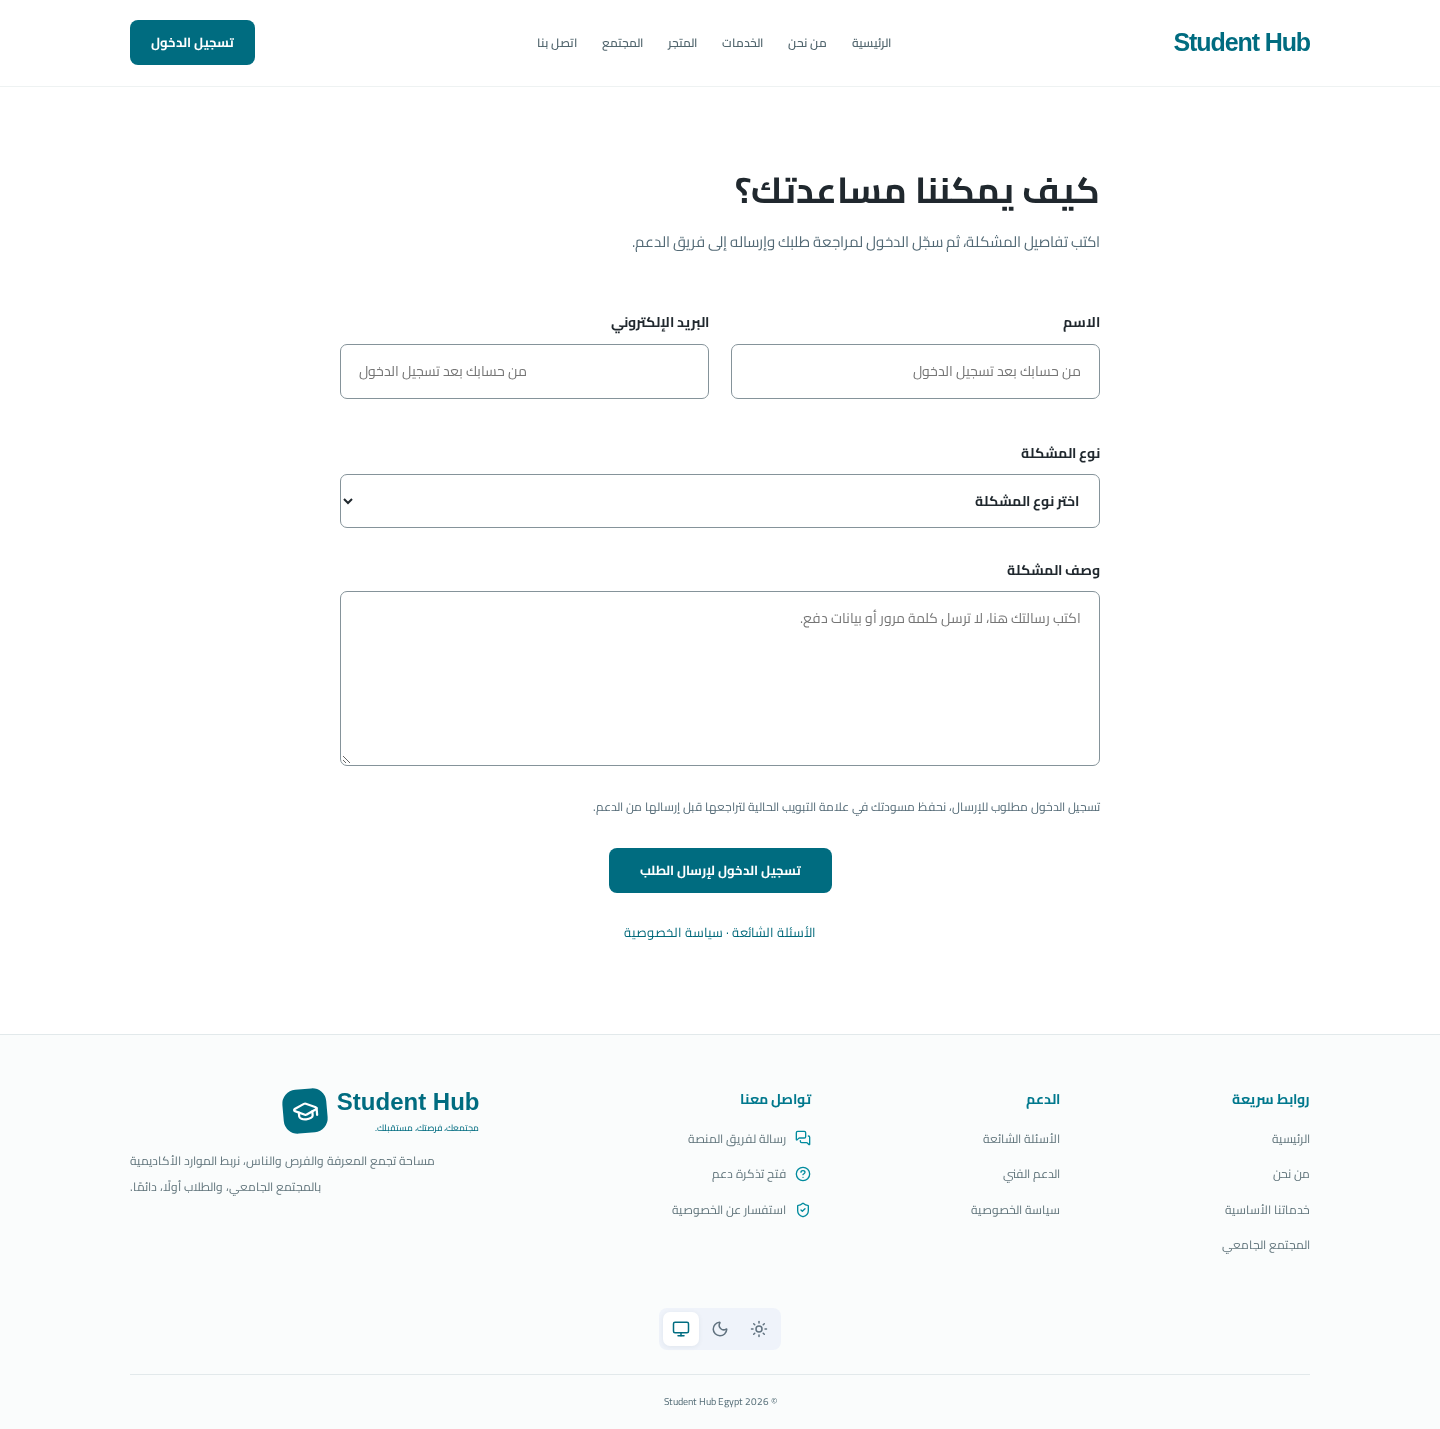 Student Hub
الرئيسية
من نحن
الخدمات
المتجر
المجتمع
اتصل بنا
تسجيل الدخول
كيف يمكننا مساعدتك؟
اكتب تفاصيل المشكلة، ثم سجّل الدخول لمراجعة طلبك وإرساله إلى فريق الدعم.
الاسم
من حسابك بعد تسجيل الدخول
البريد الإلكتروني
من حسابك بعد تسجيل الدخول
نوع المشكلة
اختر نوع المشكلة
وصف المشكلة
اكتب رسالتك هنا، لا ترسل كلمة مرور أو بيانات دفع.
تسجيل الدخول مطلوب للإرسال، نحفظ مسودتك في علامة التبويب الحالية لتراجعها قبل إرسالها من الدعم.
تسجيل الدخول لإرسال الطلب
الأسئلة الشائعة · سياسة الخصوصية
روابط سريعة
الرئيسية
من نحن
خدماتنا الأساسية
المجتمع الجامعي
الدعم
الأسئلة الشائعة
الدعم الفني
سياسة الخصوصية
تواصل معنا
رسالة لفريق المنصة
فتح تذكرة دعم
استفسار عن الخصوصية
Student Hub
مجتمعك، فرصتك، مستقبلك.
مساحة تجمع المعرفة والفرص والناس، نربط الموارد الأكاديمية
بالمجتمع الجامعي، والطلاب أولًا، دائمًا.
© 2026 Student Hub Egypt